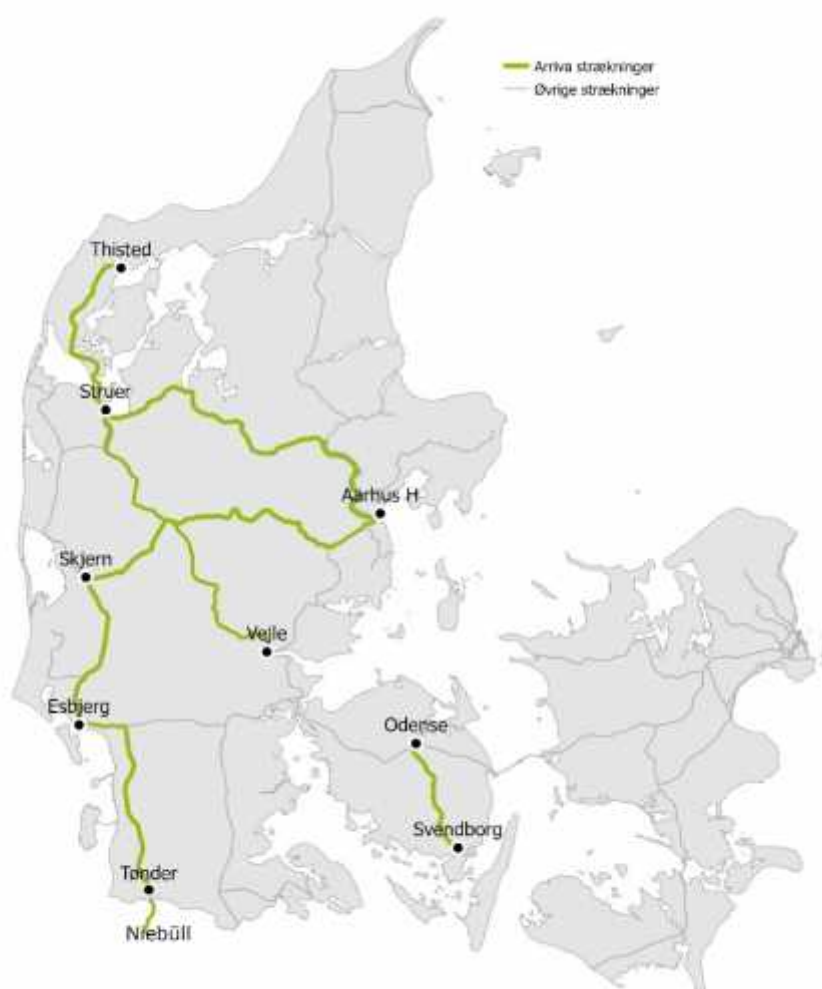 Arriva strækninger
Øvrige strækninger
Thisted
Struer
Aarhus H
Skjern
Vejle
Esbjerg
Odense
Svendborg
Tønder
Niebüll